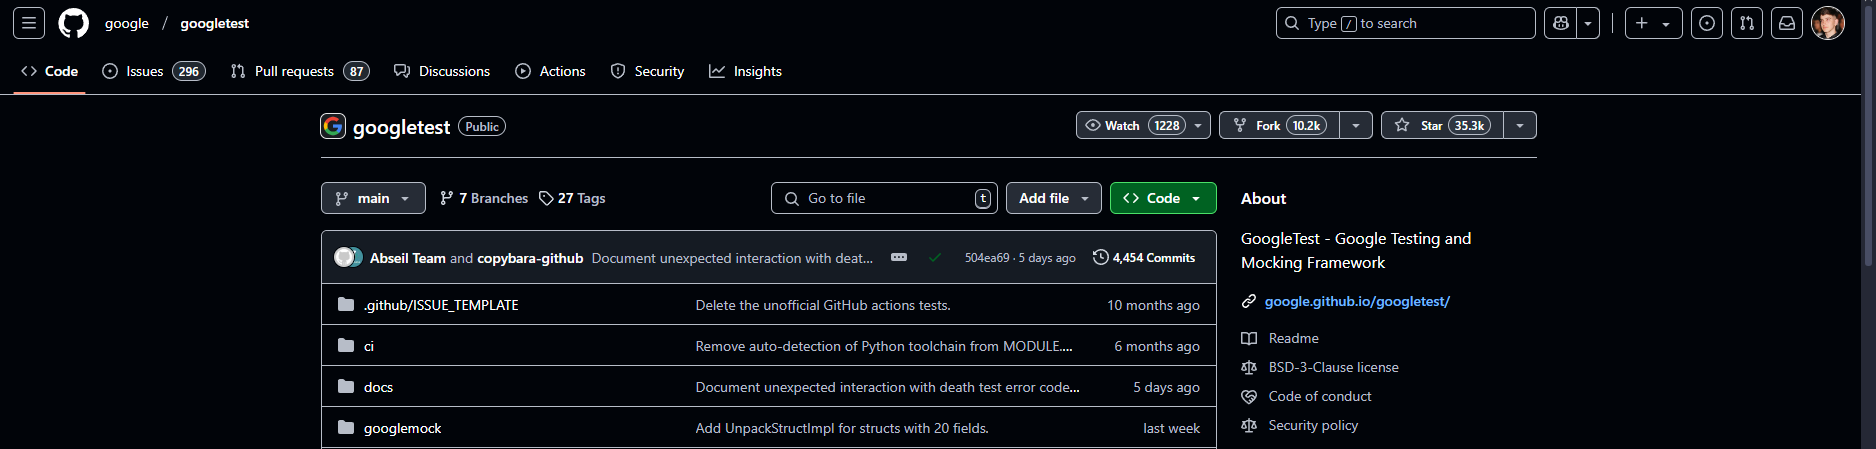 google / googletest
Type / to search
Code Issues 296 Pull requests 87 Discussions Actions Security Insights
googletest Public
Watch 1228 Fork 10.2k Star 35.3k
main 7 Branches 27 Tags Go to file t Add file Code
Abseil Team and copybara-github Document unexpected interaction with deat... 504ea69 · 5 days ago 4,454 Commits
.github/ISSUE_TEMPLATE Delete the unofficial GitHub actions tests. 10 months ago
ci Remove auto-detection of Python toolchain from MODULE.... 6 months ago
docs Document unexpected interaction with death test error code... 5 days ago
googlemock Add UnpackStructImpl for structs with 20 fields. last week
About
GoogleTest - Google Testing and
Mocking Framework
google.github.io/googletest/
Readme
BSD-3-Clause license
Code of conduct
Security policy